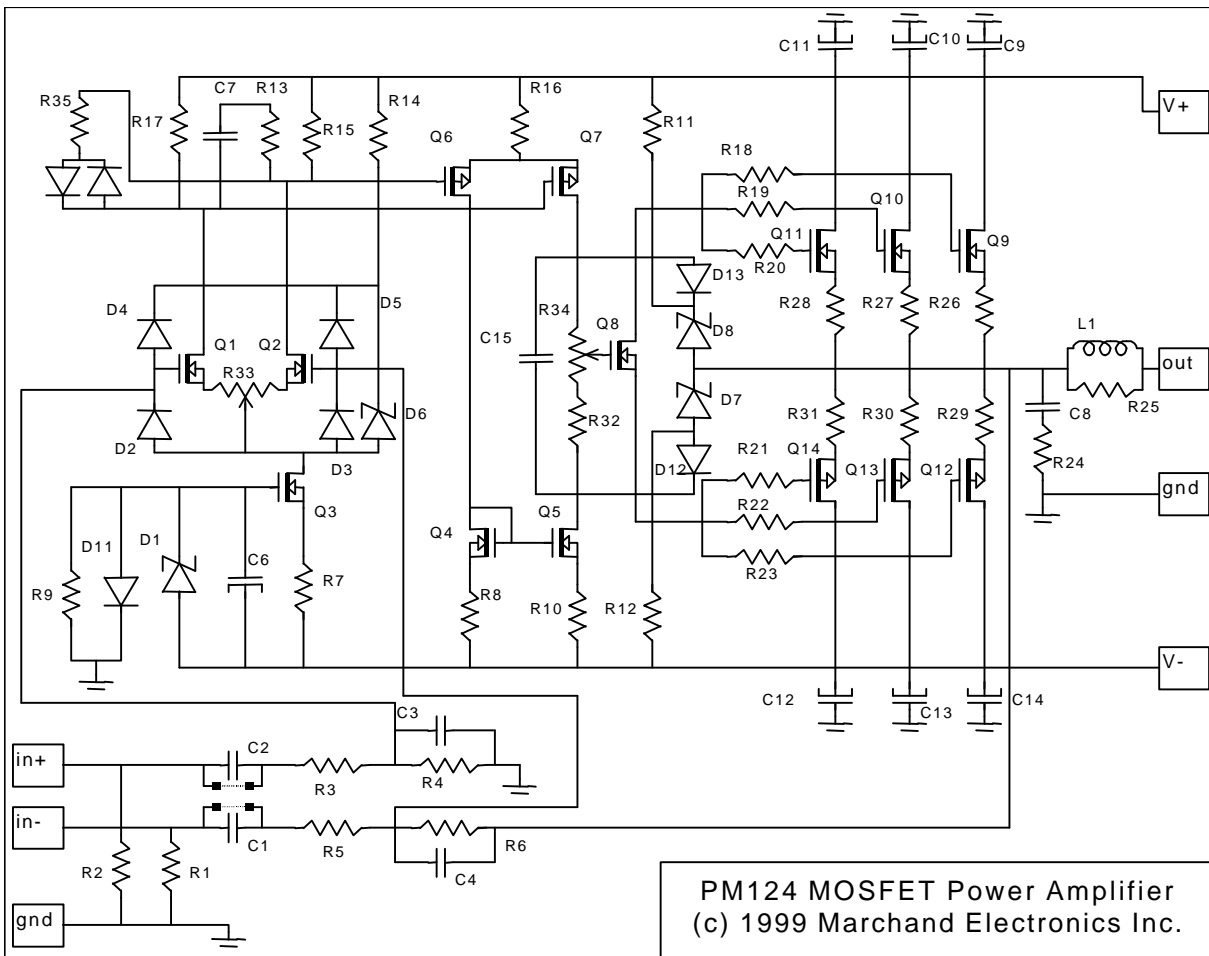 C11
C10
C9
R35
C7
R13
R14
R16
V+
R17
R15
Q6
Q7
R11
R18
R19
Q10
Q11
Q9
R20
D13
D4
D5
R28
R27
R26
R34
L1
Q1
Q2
C15
Q8
D8
R33
out
D6
D7
R25
R32
R31
R30
R29
C8
D2
D3
D12
R21
Q14
Q13
Q12
R24
R22
gnd
Q3
Q4
Q5
D11
D1
C6
R23
R9
R7
R8
R10
R12
V-
C12
C13
C14
C3
in+
C2
R3
R4
in-
C1
R5
R6
R2
R1
C4
PM124 MOSFET Power Amplifier
gnd
(c) 1999 Marchand Electronics Inc.